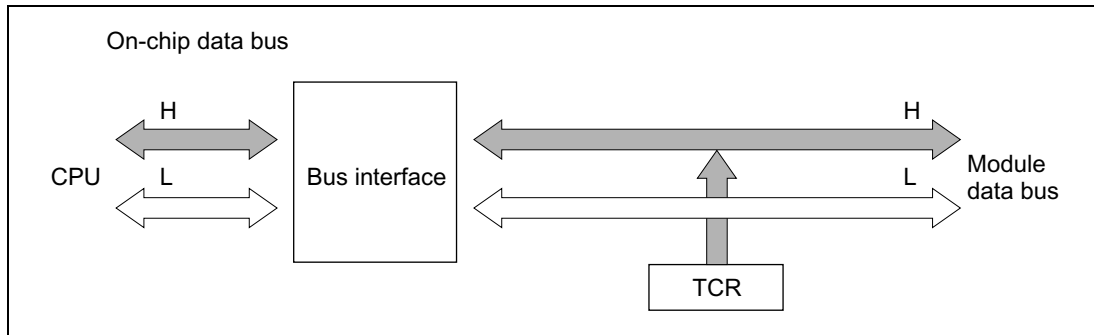 On-chip data bus
H
H
CPU
L
Bus interface
L
Module
data bus
TCR